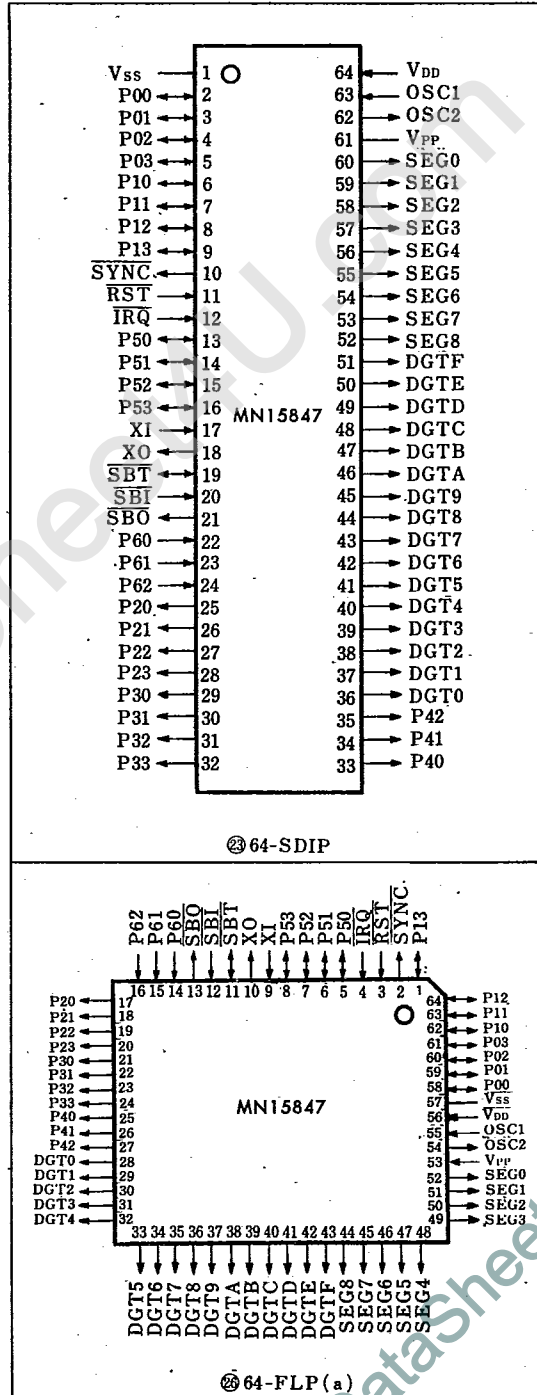 VSS 1 64 VDD
P00 2 63 OSC1
P01 3 62 OSC2
P02 4 61 VPP
P03 5 60 SEG0
P10 6 59 SEG1
P11 7 58 SEG2
P12 8 57 SEG3
P13 9 56 SEG4
SYNC 10 55 SEG5
RST 11 54 SEG6
IRQ 12 53 SEG7
P50 13 52 SEG8
P51 14 51 DGTF
P52 15 50 DGTE
P53 16 49 DGTD
MN15847
XI 17 48 DGTC
XO 18 47 DGTB
SBT 19 46 DGTA
SBI 20 45 DGT9
SBO 21 44 DGT8
P60 22 43 DGT7
P61 23 42 DGT6
P62 24 41 DGT5
P20 25 40 DGT4
P21 26 39 DGT3
P22 27 38 DGT2
P23 28 37 DGT1
P30 29 36 DGT0
P31 30 35 P42
P32 31 34 P41
P33 32 33 P40
㉓ 64-SDIP
P62 P61 P60 SBO SBI SBT XO XI P53 P52 P51 P50 IRQ RST SYNC P13
16 15 14 13 12 11 10 9 8 7 6 5 4 3 2 1
P20 17 64 P12
P21 18 63 P11
P22 19 62 P10
P23 20 61 P03
P30 21 60 P02
P31 22 59 P01
P32 23 58 P00
P33 24 57 VSS
MN15847
P40 25 56 VDD
P41 26 55 OSC1
P42 27 54 OSC2
DGT0 28 53 VPP
DGT1 29 52 SEG0
DGT2 30 51 SEG1
DGT3 31 50 SEG2
DGT4 32 49 SEG3
33 34 35 36 37 38 39 40 41 42 43 44 45 46 47 48
DGT5 DGT6 DGT7 DGT8 DGT9 DGTA DGTB DGTC DGTD DGTE DGTF SEG8 SEG7 SEG6 SEG5 SEG4
㉖ 64-FLP(a)